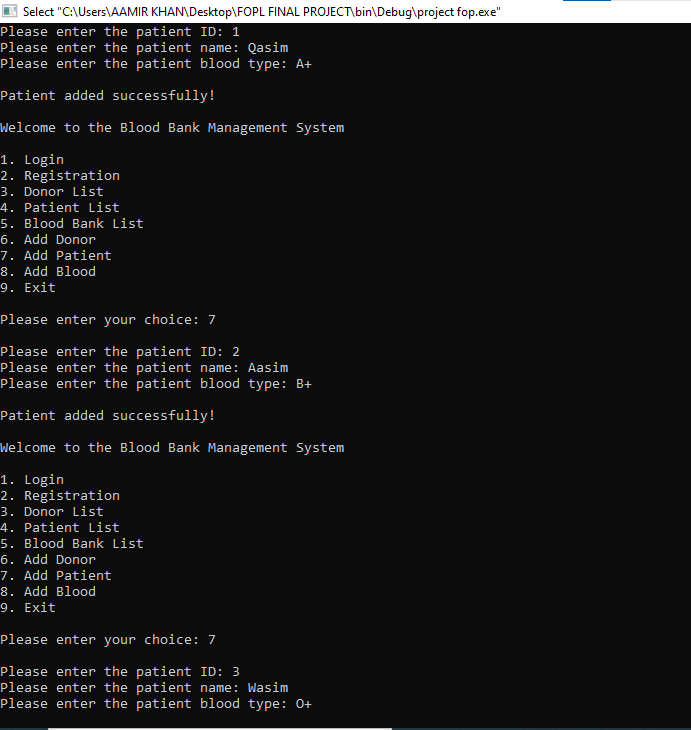 Select "C:\Users\AAMIR KHAN\Desktop\FOPL FINAL PROJECT\bin\Debug\project fop.exe"
Please enter the patient ID: 1
Please enter the patient name: Qasim
Please enter the patient blood type: A+
Patient added successfully!
Welcome to the Blood Bank Management System
1. Login
2. Registration
3. Donor List
4. Patient List
5. Blood Bank List
6. Add Donor
7. Add Patient
8. Add Blood
9. Exit
Please enter your choice: 7
Please enter the patient ID: 2
Please enter the patient name: Aasim
Please enter the patient blood type: B+
Patient added successfully!
Welcome to the Blood Bank Management System
1. Login
2. Registration
3. Donor List
4. Patient List
5. Blood Bank List
6. Add Donor
7. Add Patient
8. Add Blood
9. Exit
Please enter your choice: 7
Please enter the patient ID: 3
Please enter the patient name: Wasim
Please enter the patient blood type: O+